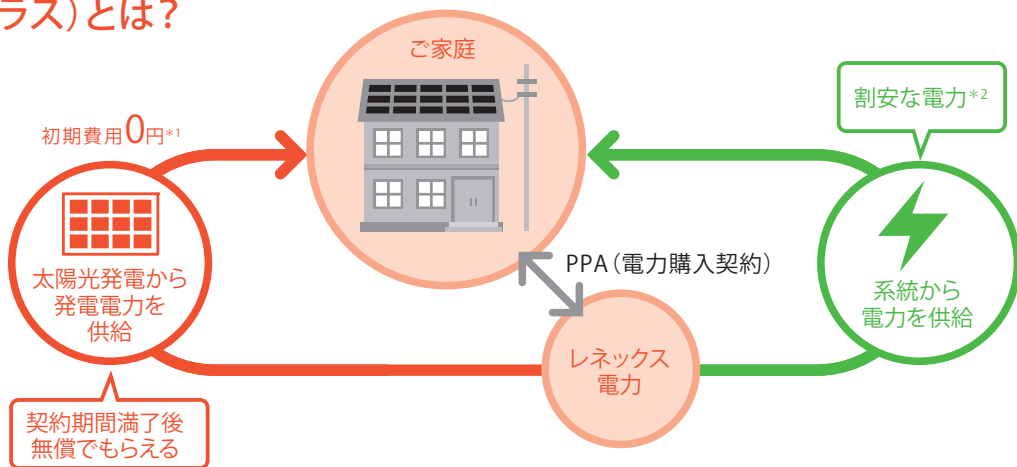 ラス）とは？
ご家庭
初期費用0円*1
割安な電力*2
太陽光発電から
発電電力を
供給
PPA（電力購入契約）
系統から
電力を供給
レネックス
電力
契約期間満了後
無償でもらえる